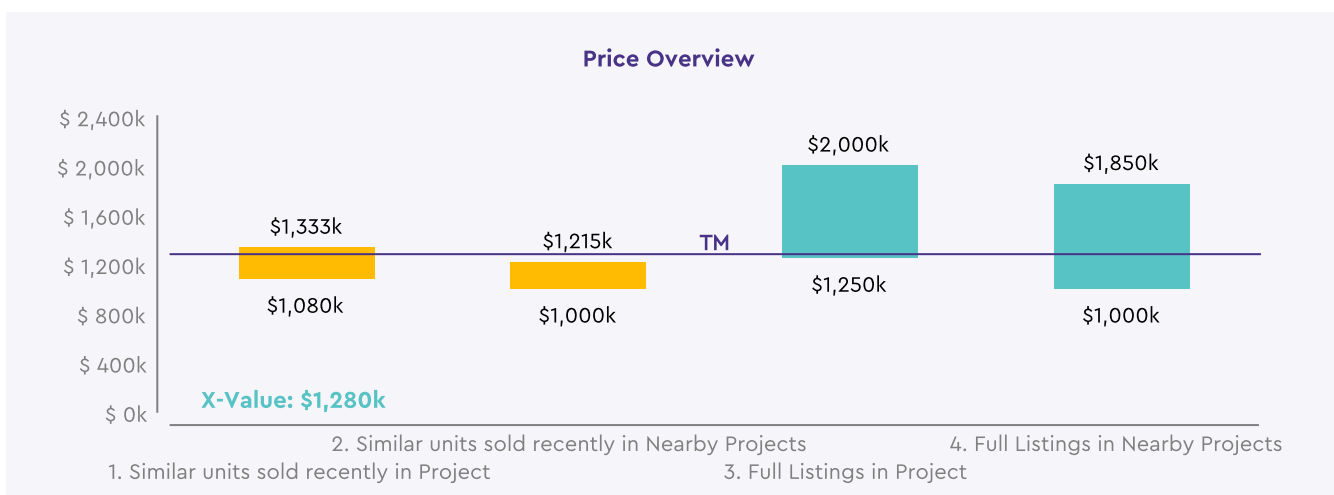 Price Overview
$ 2,400k
$ 2,000k
$ 1,600k
$ 1,200k
$ 800k
$ 400k
$ 0k
$1,333k
$1,080k
$1,215k
$1,000k
TM
$2,000k
$1,250k
$1,850k
$1,000k
X-Value: $1,280k
1. Similar units sold recently in Project
2. Similar units sold recently in Nearby Projects
3. Full Listings in Project
4. Full Listings in Nearby Projects